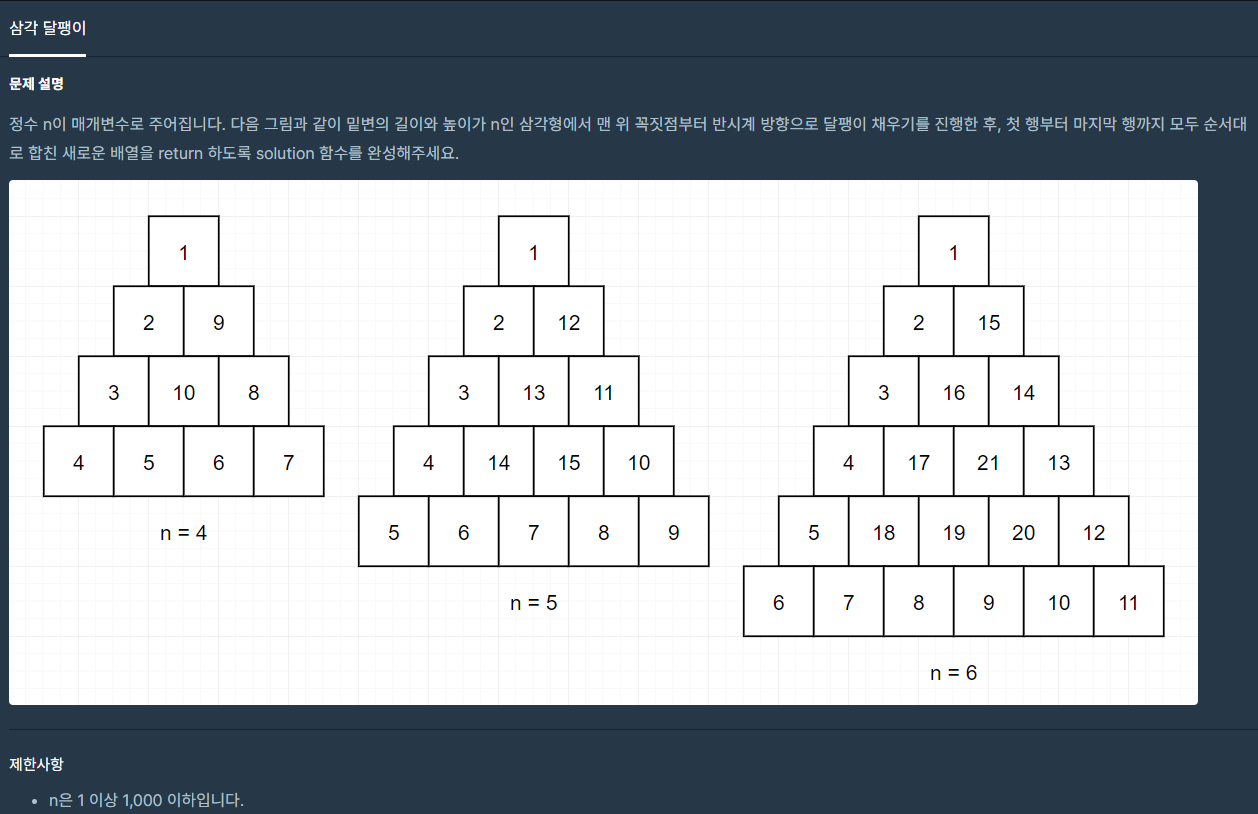 삼각 달팽이
문제 설명
정수 n이 매개변수로 주어집니다. 다음 그림과 같이 밑변의 길이와 높이가 n인 삼각형에서 맨 위 꼭짓점부터 반시계 방향으로 달팽이 채우기를 진행한 후, 첫 행부터 마지막 행까지 모두 순서대
로 합친 새로운 배열을 return 하도록 solution 함수를 완성해주세요.
1
2 9
3 10 8
4 5 6 7
n = 4
1
2 12
3 13 11
4 14 15 10
5 6 7 8 9
n = 5
1
2 15
3 16 14
4 17 21 13
5 18 19 20 12
6 7 8 9 10 11
n = 6
제한사항
• n은 1 이상 1,000 이하입니다.